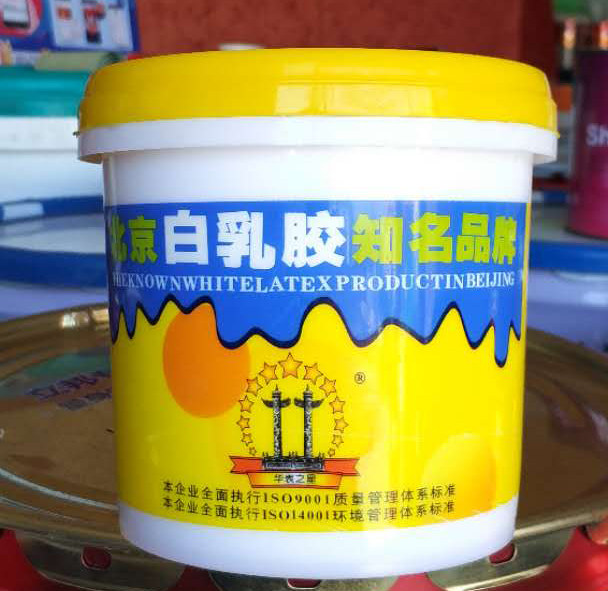 北京白乳胶知名品牌
HEKNOWNWHITELATEXPRODUCTINBEIJING
®
华表之星
本企业全面执行ISO9001质量管理体系标准
本企业全面执行ISO14001环境管理体系标准
Sh